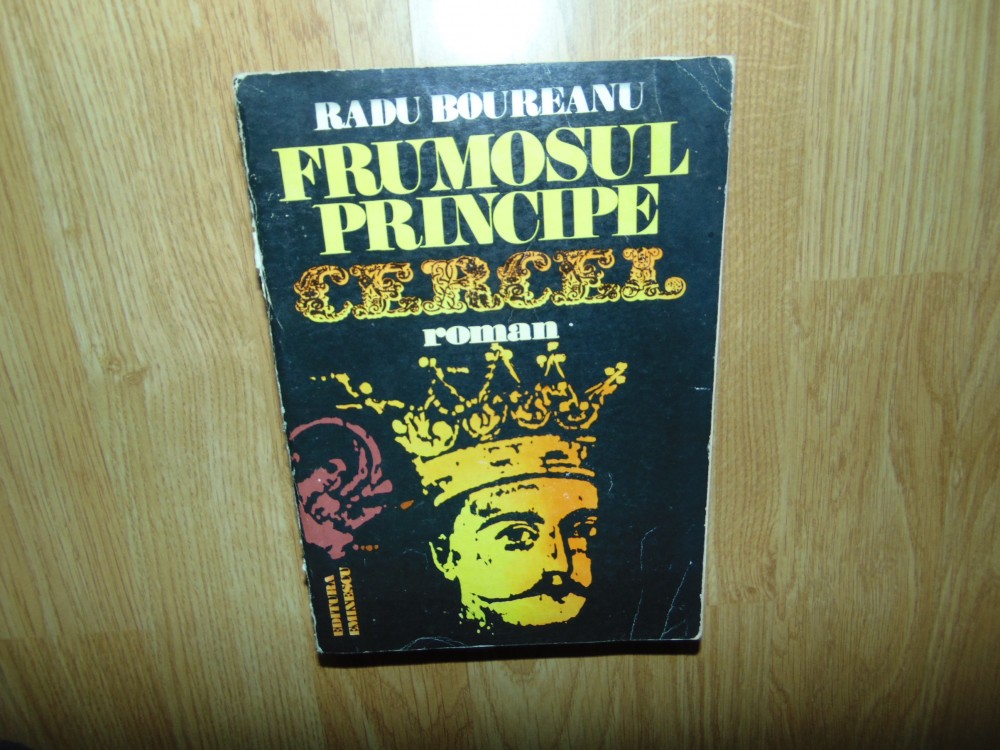 RADU BOUREANU
FRUMOSUL
PRINCIPE
CERCEL
roman
EDITURA
EMINESCU